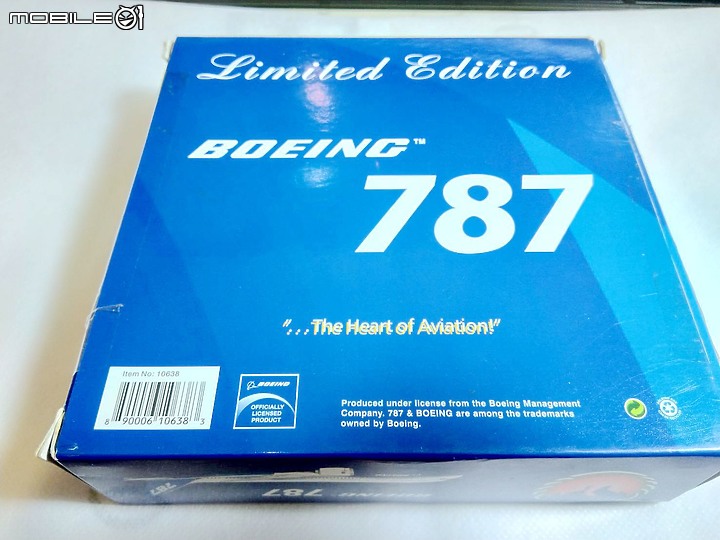 MOBILE01
Limited Edition
BOEING™
787
"...The Heart of Aviation!"
Item No: 10638
8 90006 10638 3
BOEING
OFFICIALLY
LICENSED
PRODUCT
Produced under license from the Boeing Management
Company. 787 & BOEING are among the trademarks
owned by Boeing.
787
BOEING 787